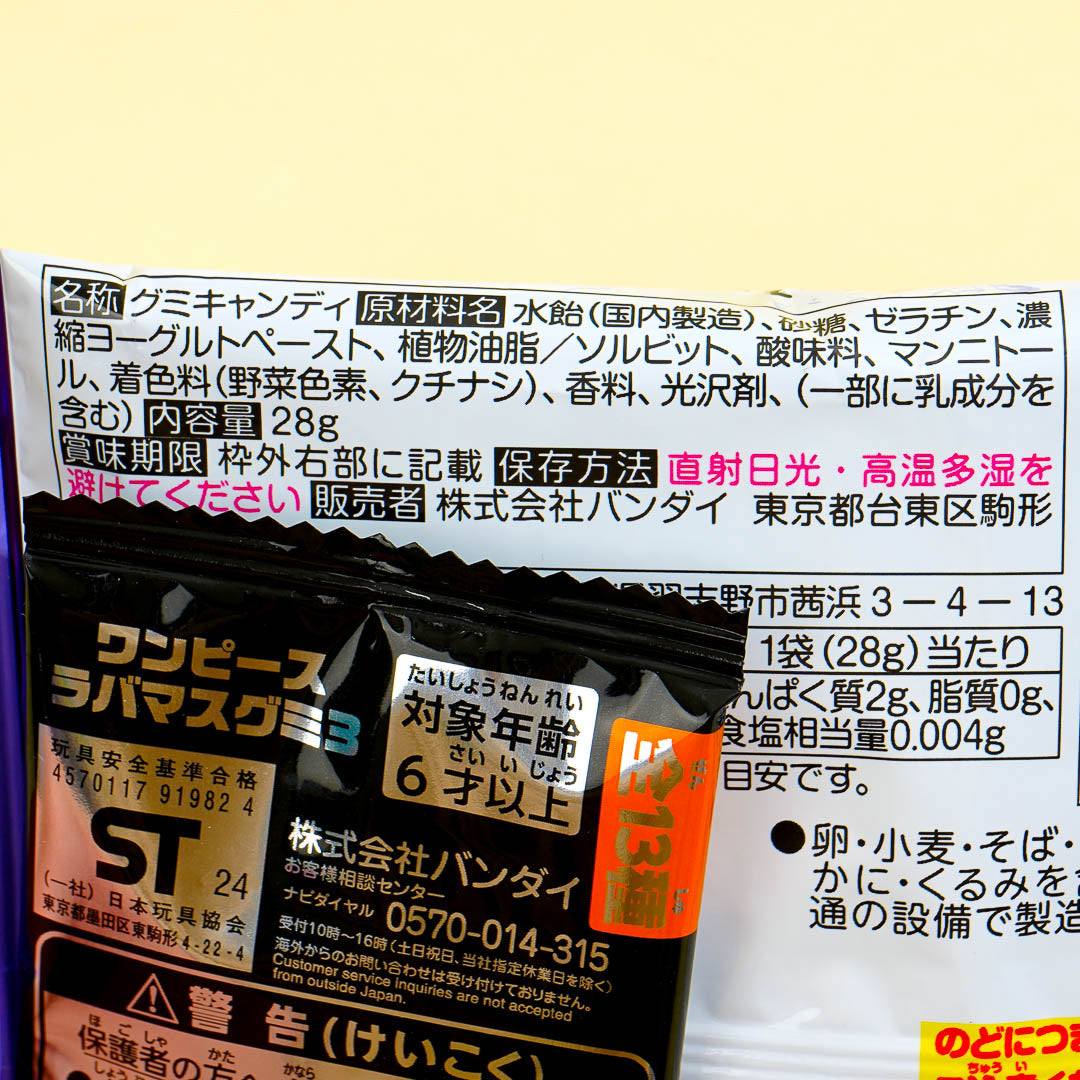 名称 グミキャンディ 原材料名 水飴（国内製造）、砂糖、ゼラチン、濃
縮ヨーグルトペースト、植物油脂／ソルビット、酸味料、マンニトー
ル、着色料（野菜色素、クチナシ）、香料、光沢剤、（一部に乳成分を
含む） 内容量 28g
賞味期限 枠外右部に記載 保存方法 直射日光・高温多湿を
避けてください 販売者 株式会社バンダイ 東京都台東区駒形
野市茜浜3－4－13
1袋（28g）当たり
んぱく質2g、脂質0g、
食塩相当量0.004g
目安です。
●卵・小麦・そば・
かに・くるみを
通の設備で製造
のどにつま
ちゅうい
ワンピース
ラバマスグミ3
玩具安全基準合格
4570117 91982 4
ST 24
（一社）日本玩具協会
東京都墨田区東駒形4-22-4
たいしょうねんれい
対象年齢
さいいじょう
6才以上
全13種
しゅ
株式会社バンダイ
お客様相談センター
ナビダイヤル 0570-014-315
受付10時～16時（土日祝日、当社指定休業日を除く）
海外からのお問い合わせは受け付けておりません。
Customer service inquiries are not accepted
from outside Japan.
警告（けいこく）
ほごしゃ かた かなら
保護者の方へ